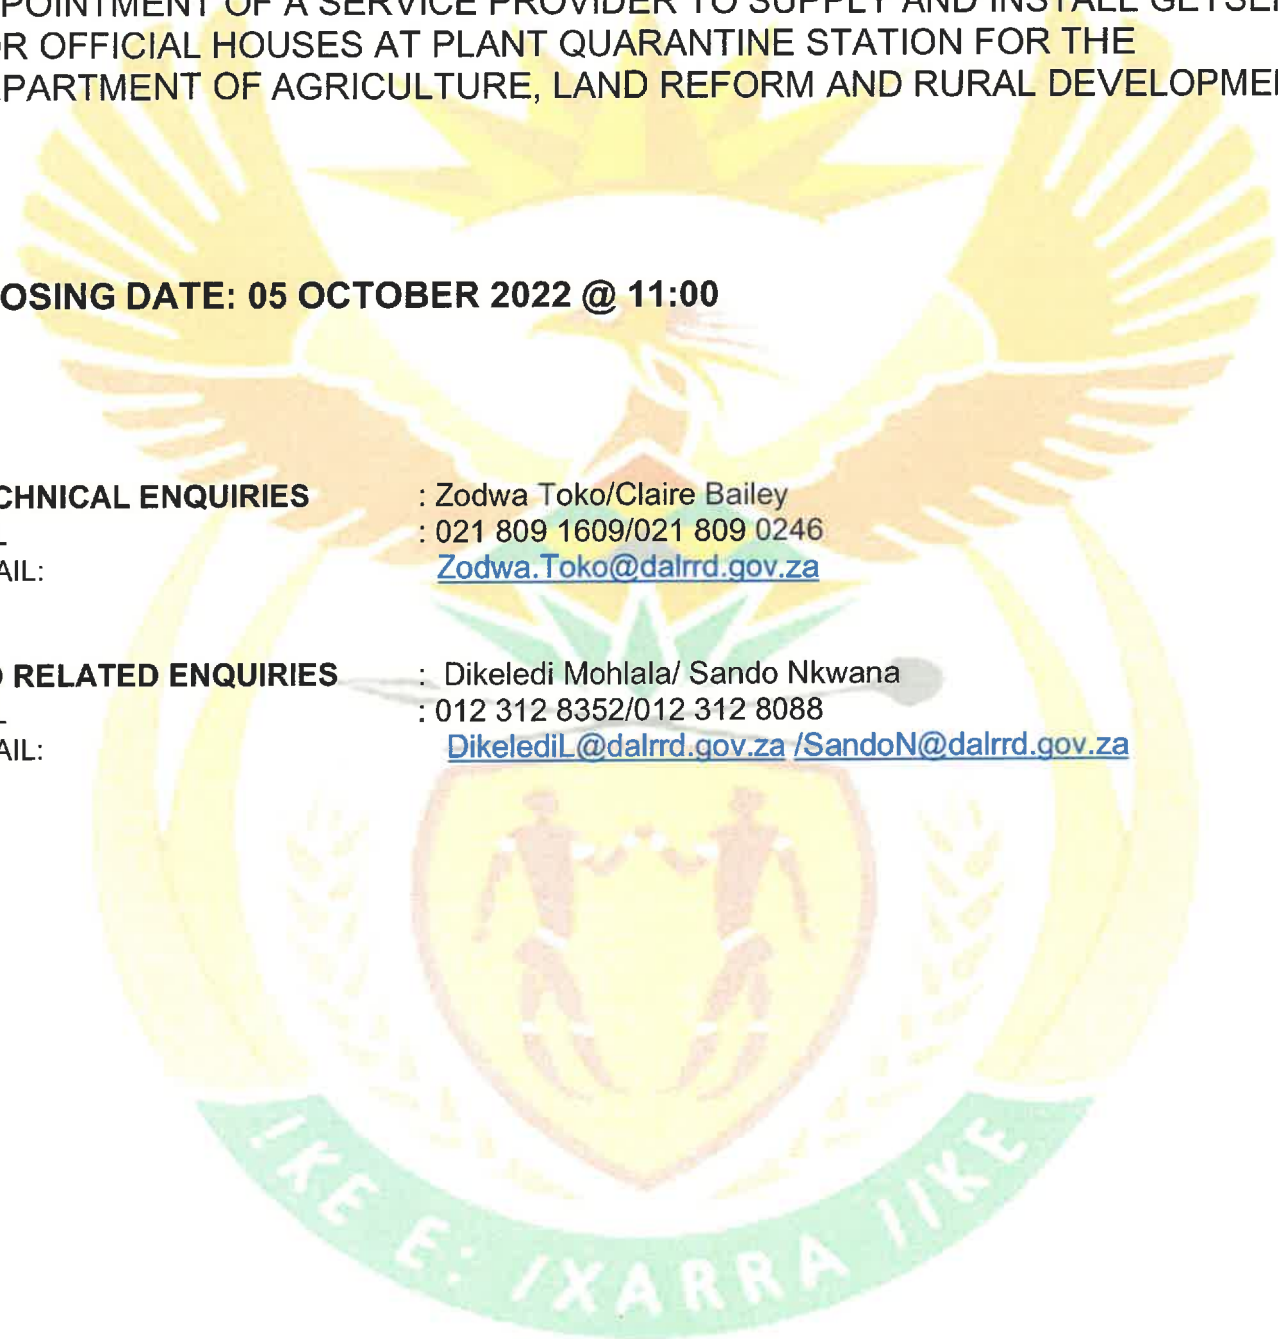 POINTMENT OF A SERVICE PROVIDER TO SUPPLY AND INSTALL GEYSE
R OFFICIAL HOUSES AT PLANT QUARANTINE STATION FOR THE
PARTMENT OF AGRICULTURE, LAND REFORM AND RURAL DEVELOPME
OSING DATE: 05 OCTOBER 2022 @ 11:00
CHNICAL ENQUIRIES : Zodwa Toko/Claire Bailey
: 021 809 1609/021 809 0246
AIL: Zodwa.Toko@dalrrd.gov.za
RELATED ENQUIRIES : Dikeledi Mohlala/ Sando Nkwana
: 012 312 8352/012 312 8088
AIL: DikelediL@dalrrd.gov.za /SandoN@dalrrd.gov.za
!KE E: /XARRA //KE